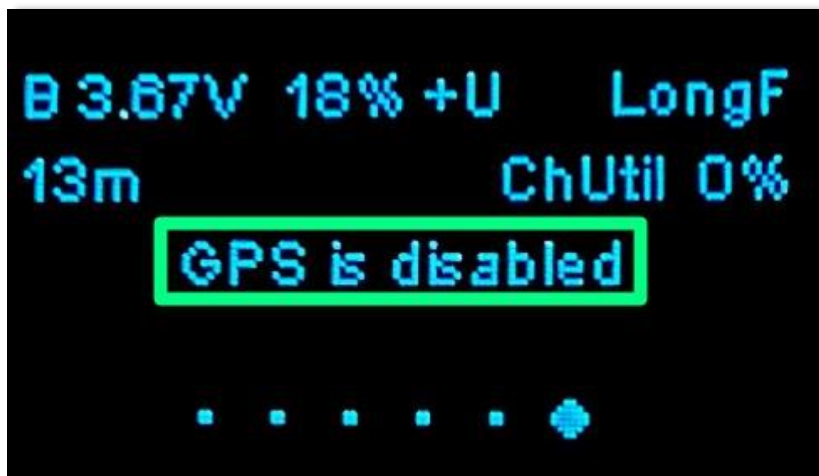 B 3.67V 18% +U LongF
13m ChUtil 0%
GPS is disabled